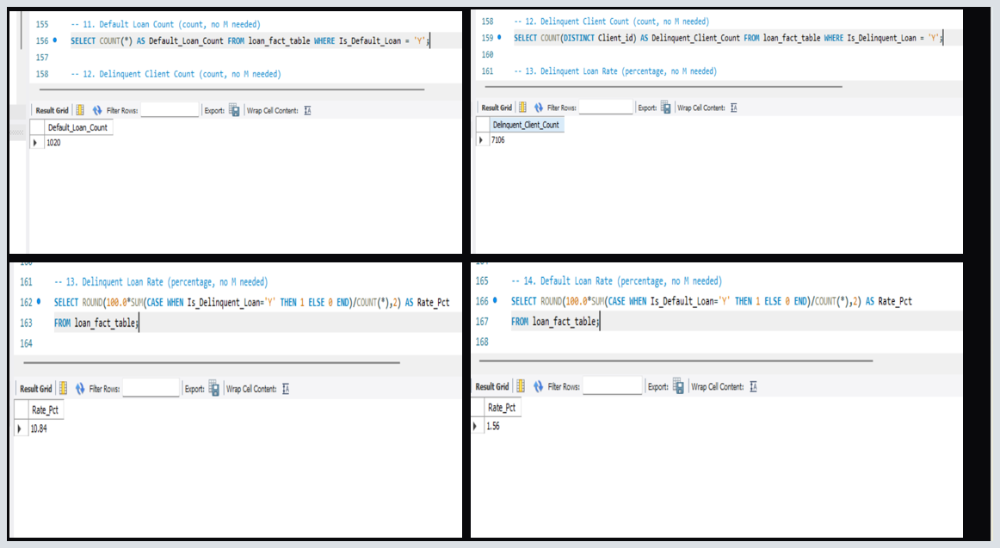 155 -- 11. Default Loan Count (count, no M needed)
156 SELECT COUNT(*) AS Default_Loan_Count FROM loan_fact_table WHERE Is_Default_Loan = 'Y';
157
158 -- 12. Delinquent Client Count (count, no M needed)
Result Grid Filter Rows: Export: Wrap Cell Content:
Default_Loan_Count
1020
158 -- 12. Delinquent Client Count (count, no M needed)
159 SELECT COUNT(DISTINCT Client_id) AS Delinquent_Client_Count FROM loan_fact_table WHERE Is_Delinquent_Loan = 'Y';
160
161 -- 13. Delinquent Loan Rate (percentage, no M needed)
Result Grid Filter Rows: Export: Wrap Cell Content:
Delinquent_Client_Count
7106
161 -- 13. Delinquent Loan Rate (percentage, no M needed)
162 SELECT ROUND(100.0*SUM(CASE WHEN Is_Delinquent_Loan='Y' THEN 1 ELSE 0 END)/COUNT(*),2) AS Rate_Pct
163 FROM loan_fact_table;
164
Result Grid Filter Rows: Export: Wrap Cell Content:
Rate_Pct
10.84
165 -- 14. Default Loan Rate (percentage, no M needed)
166 SELECT ROUND(100.0*SUM(CASE WHEN Is_Default_Loan='Y' THEN 1 ELSE 0 END)/COUNT(*),2) AS Rate_Pct
167 FROM loan_fact_table;
168
Result Grid Filter Rows: Export: Wrap Cell Content:
Rate_Pct
1.56